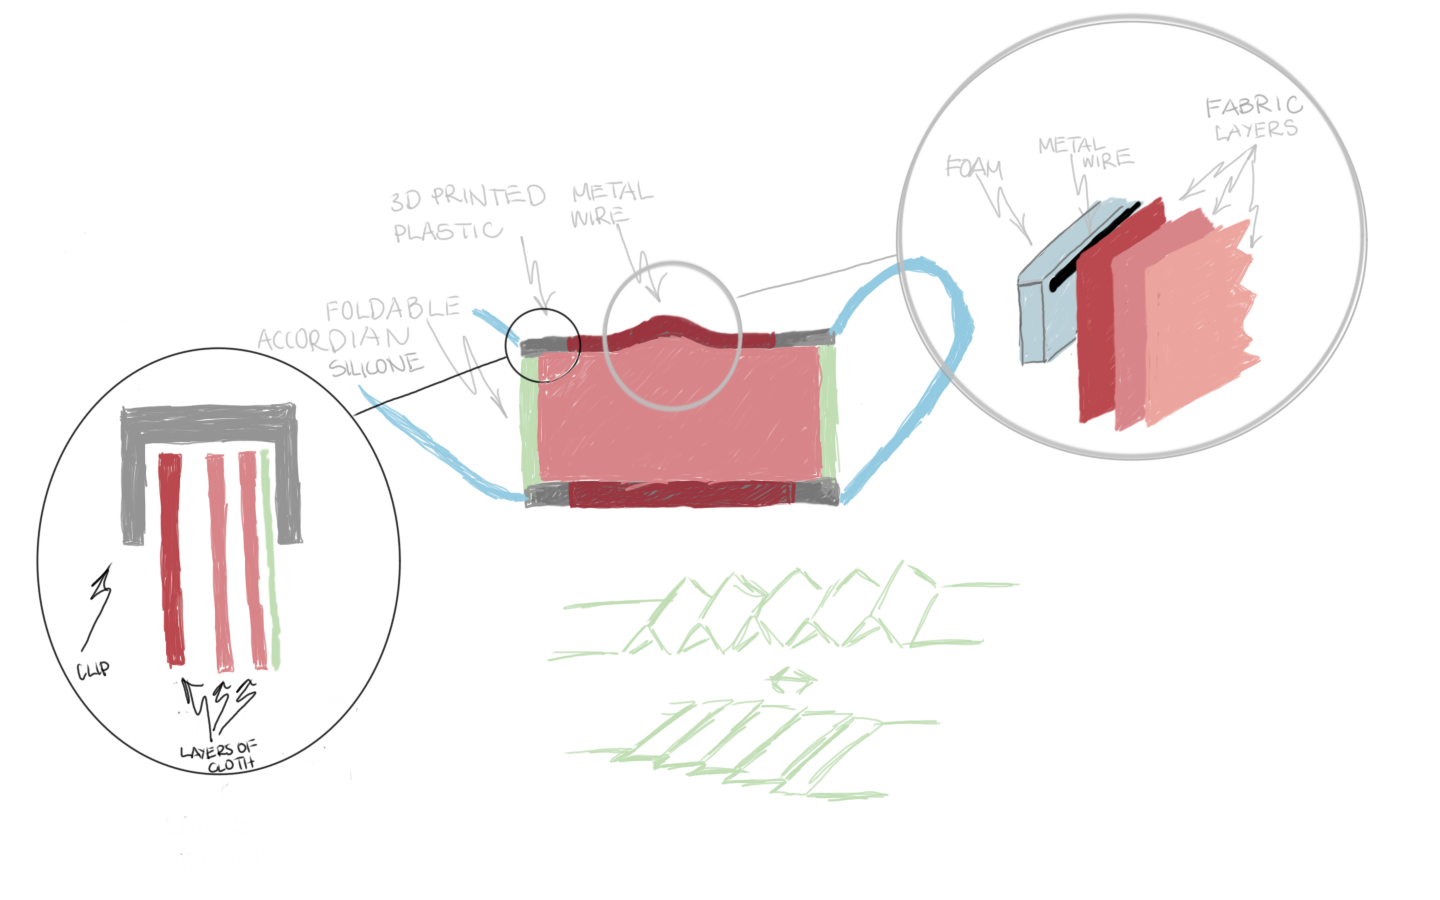 3D PRINTED
PLASTIC
METAL
WIRE
FOLDABLE
ACCORDIAN
SILICONE
FOAM
METAL
WIRE
FABRIC
LAYERS
CLIP
LAYERS OF
CLOTH